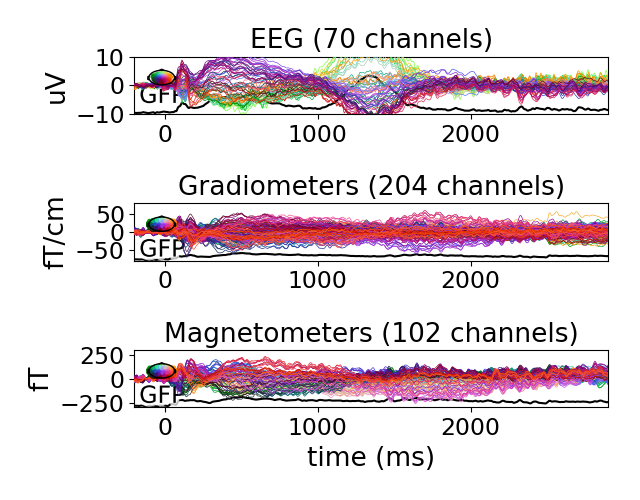 EEG (70 channels)
10
0
−10
uV
GFP
0 1000 2000
Gradiometers (204 channels)
50
0
−50
fT/cm
GFP
0 1000 2000
Magnetometers (102 channels)
250
0
−250
fT
GFP
0 1000 2000
time (ms)